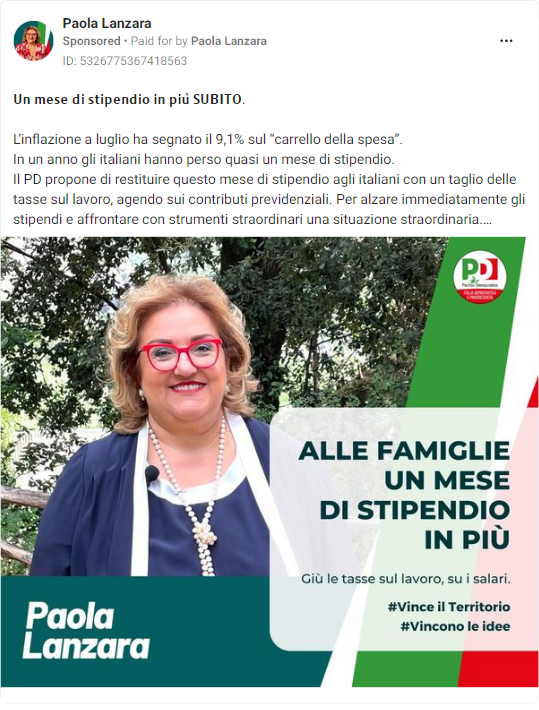 Paola Lanzara
Sponsored • Paid for by Paola Lanzara
ID: 5326775367418563
Un mese di stipendio in più SUBITO.
L'inflazione a luglio ha segnato il 9,1% sul “carrello della spesa”.
In un anno gli italiani hanno perso quasi un mese di stipendio.
Il PD propone di restituire questo mese di stipendio agli italiani con un taglio delle
tasse sul lavoro, agendo sui contributi previdenziali. Per alzare immediatamente gli
stipendi e affrontare con strumenti straordinari una situazione straordinaria....
PD
Partito Democratico
ITALIA DEMOCRATICA
E PROGRESSISTA
ALLE FAMIGLIE
UN MESE
DI STIPENDIO
IN PIÙ
Giù le tasse sul lavoro, su i salari.
#Vince il Territorio
#Vincono le idee
Paola
Lanzara